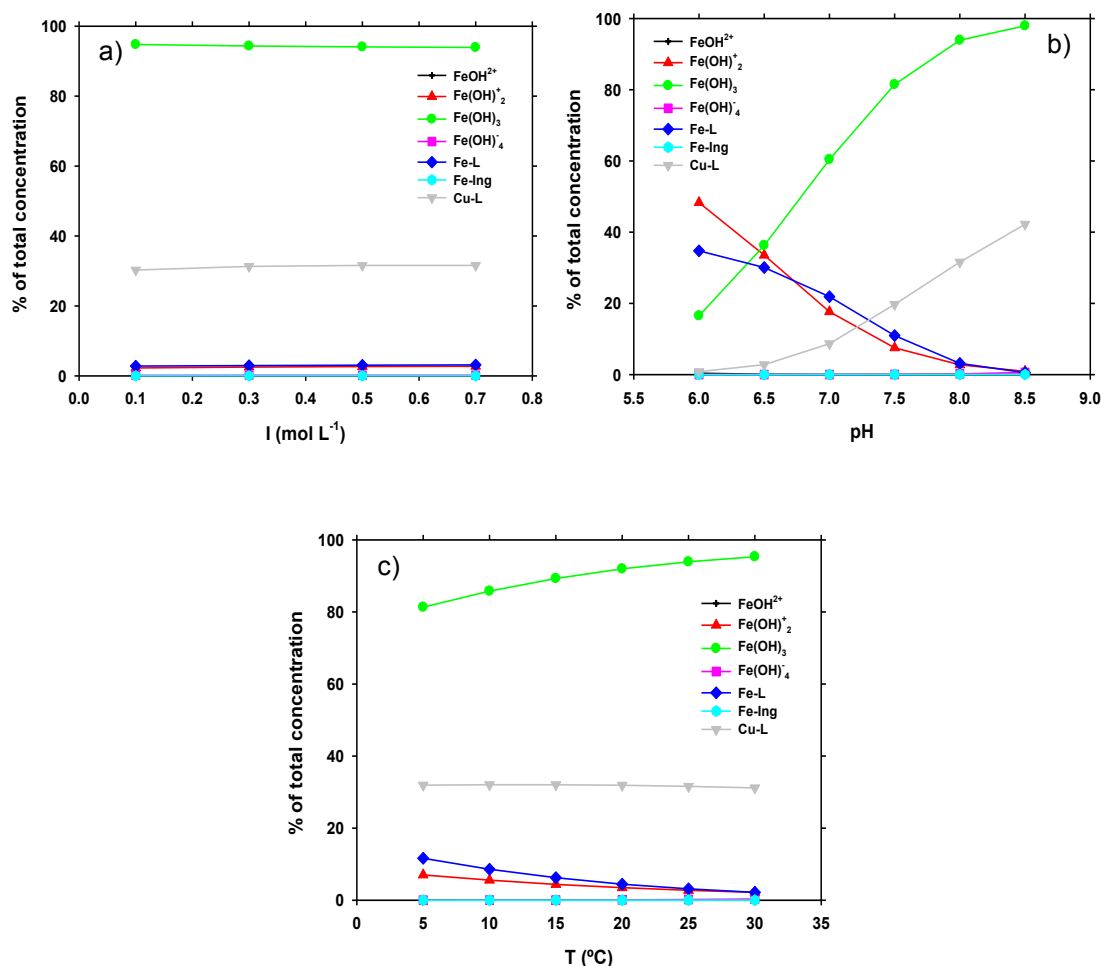 a)
% of total concentration
100
80
60
40
20
0
FeOH²⁺
Fe(OH)⁺₂
Fe(OH)₃
Fe(OH)⁻₄
Fe-L
Fe-Ing
Cu-L
0.0 0.1 0.2 0.3 0.4 0.5 0.6 0.7 0.8
I (mol L⁻¹)
b)
% of total concentration
100
80
60
40
20
0
FeOH²⁺
Fe(OH)⁺₂
Fe(OH)₃
Fe(OH)⁻₄
Fe-L
Fe-Ing
Cu-L
5.5 6.0 6.5 7.0 7.5 8.0 8.5 9.0
pH
c)
% of total concentration
100
80
60
40
20
0
FeOH²⁺
Fe(OH)⁺₂
Fe(OH)₃
Fe(OH)⁻₄
Fe-L
Fe-Ing
Cu-L
0 5 10 15 20 25 30 35
T (ºC)